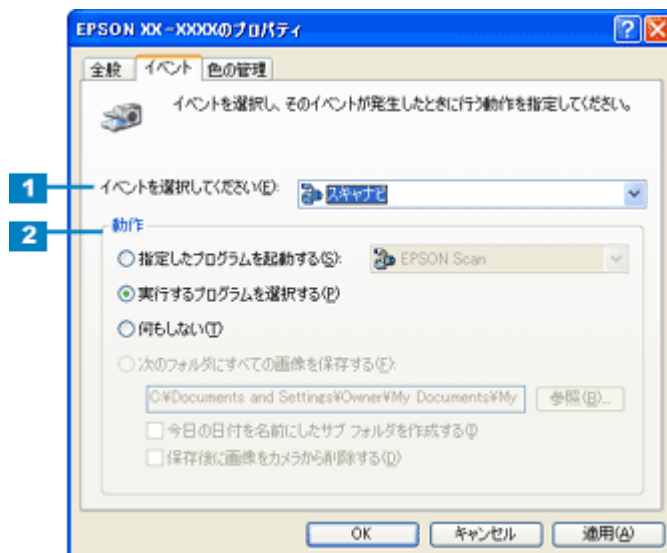 EPSON XX-XXXXのプロパティ
全般 イベント 色の管理
イベントを選択し、そのイベントが発生したときに行う動作を指定してください。
1 イベントを選択してください(E): スキャナビ
2 動作
指定したプログラムを起動する(S): EPSON Scan
実行するプログラムを選択する(P)
何もしない(T)
次のフォルダにすべての画像を保存する(F):
C:¥Documents and Settings¥Owner¥My Documents¥My 参照(B)...
今日の日付を名前にしたサブ フォルダを作成する(I)
保存後に画像をカメラから削除する(D)
OK キャンセル 適用(A)